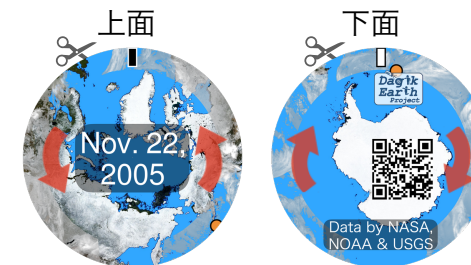 上面
下面
Nov. 22,
2005
Dagik
Earth
Project
Data by NASA,
NOAA & USGS